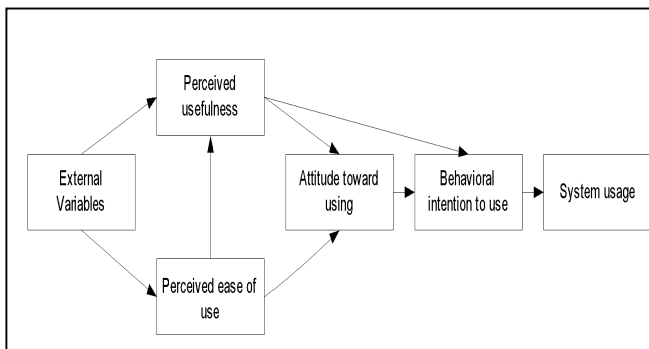 Perceived
usefulness
External
Variables
Attitude toward
using
Behavioral
intention to use
System usage
Perceived ease of
use